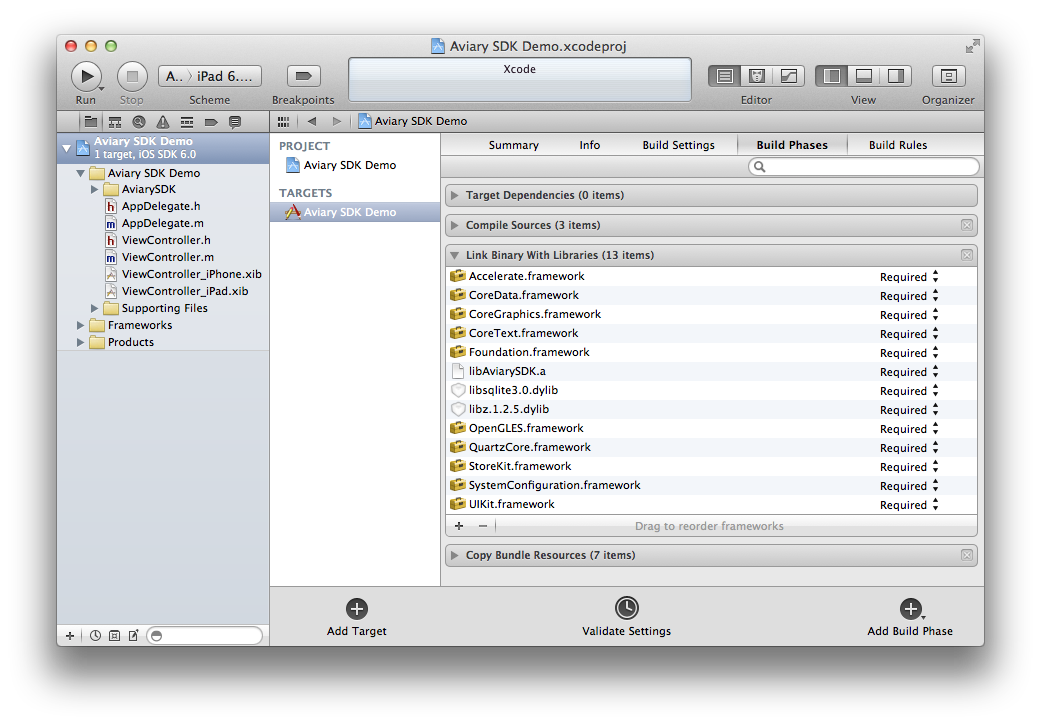 Aviary SDK Demo.xcodeproj
A.. 〉 iPad 6....
Xcode
Run
Stop
Scheme
Breakpoints
Editor
View
Organizer
Aviary SDK Demo
Aviary SDK Demo
1 target, iOS SDK 6.0
Aviary SDK Demo
AviarySDK
h AppDelegate.h
m AppDelegate.m
h ViewController.h
m ViewController.m
ViewController_iPhone.xib
ViewController_iPad.xib
Supporting Files
Frameworks
Products
PROJECT
Aviary SDK Demo
TARGETS
Aviary SDK Demo
Summary Info Build Settings Build Phases Build Rules
Target Dependencies (0 items)
Compile Sources (3 items)
Link Binary With Libraries (13 items)
Accelerate.framework Required
CoreData.framework Required
CoreGraphics.framework Required
CoreText.framework Required
Foundation.framework Required
libAviarySDK.a Required
libsqlite3.0.dylib Required
libz.1.2.5.dylib Required
OpenGLES.framework Required
QuartzCore.framework Required
StoreKit.framework Required
SystemConfiguration.framework Required
UIKit.framework Required
+ − Drag to reorder frameworks
Copy Bundle Resources (7 items)
Add Target
Validate Settings
Add Build Phase